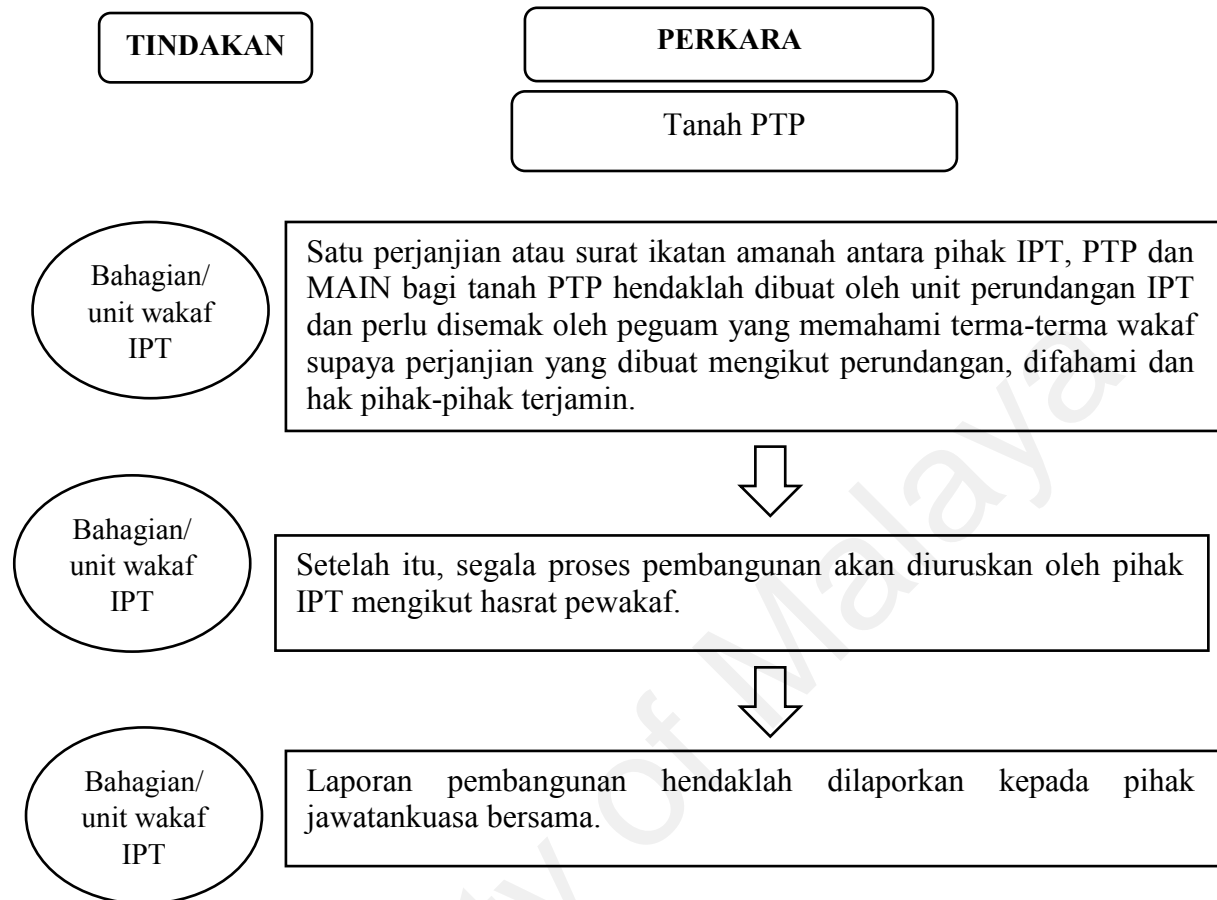 TINDAKAN
PERKARA
Tanah PTP
Bahagian/
unit wakaf
IPT
Satu perjanjian atau surat ikatan amanah antara pihak IPT, PTP dan
MAIN bagi tanah PTP hendaklah dibuat oleh unit perundangan IPT
dan perlu disemak oleh peguam yang memahami terma-terma wakaf
supaya perjanjian yang dibuat mengikut perundangan, difahami dan
hak pihak-pihak terjamin.
Bahagian/
unit wakaf
IPT
Setelah itu, segala proses pembangunan akan diuruskan oleh pihak
IPT mengikut hasrat pewakaf.
Bahagian/
unit wakaf
IPT
Laporan pembangunan hendaklah dilaporkan kepada pihak
jawatankuasa bersama.
of Malaya